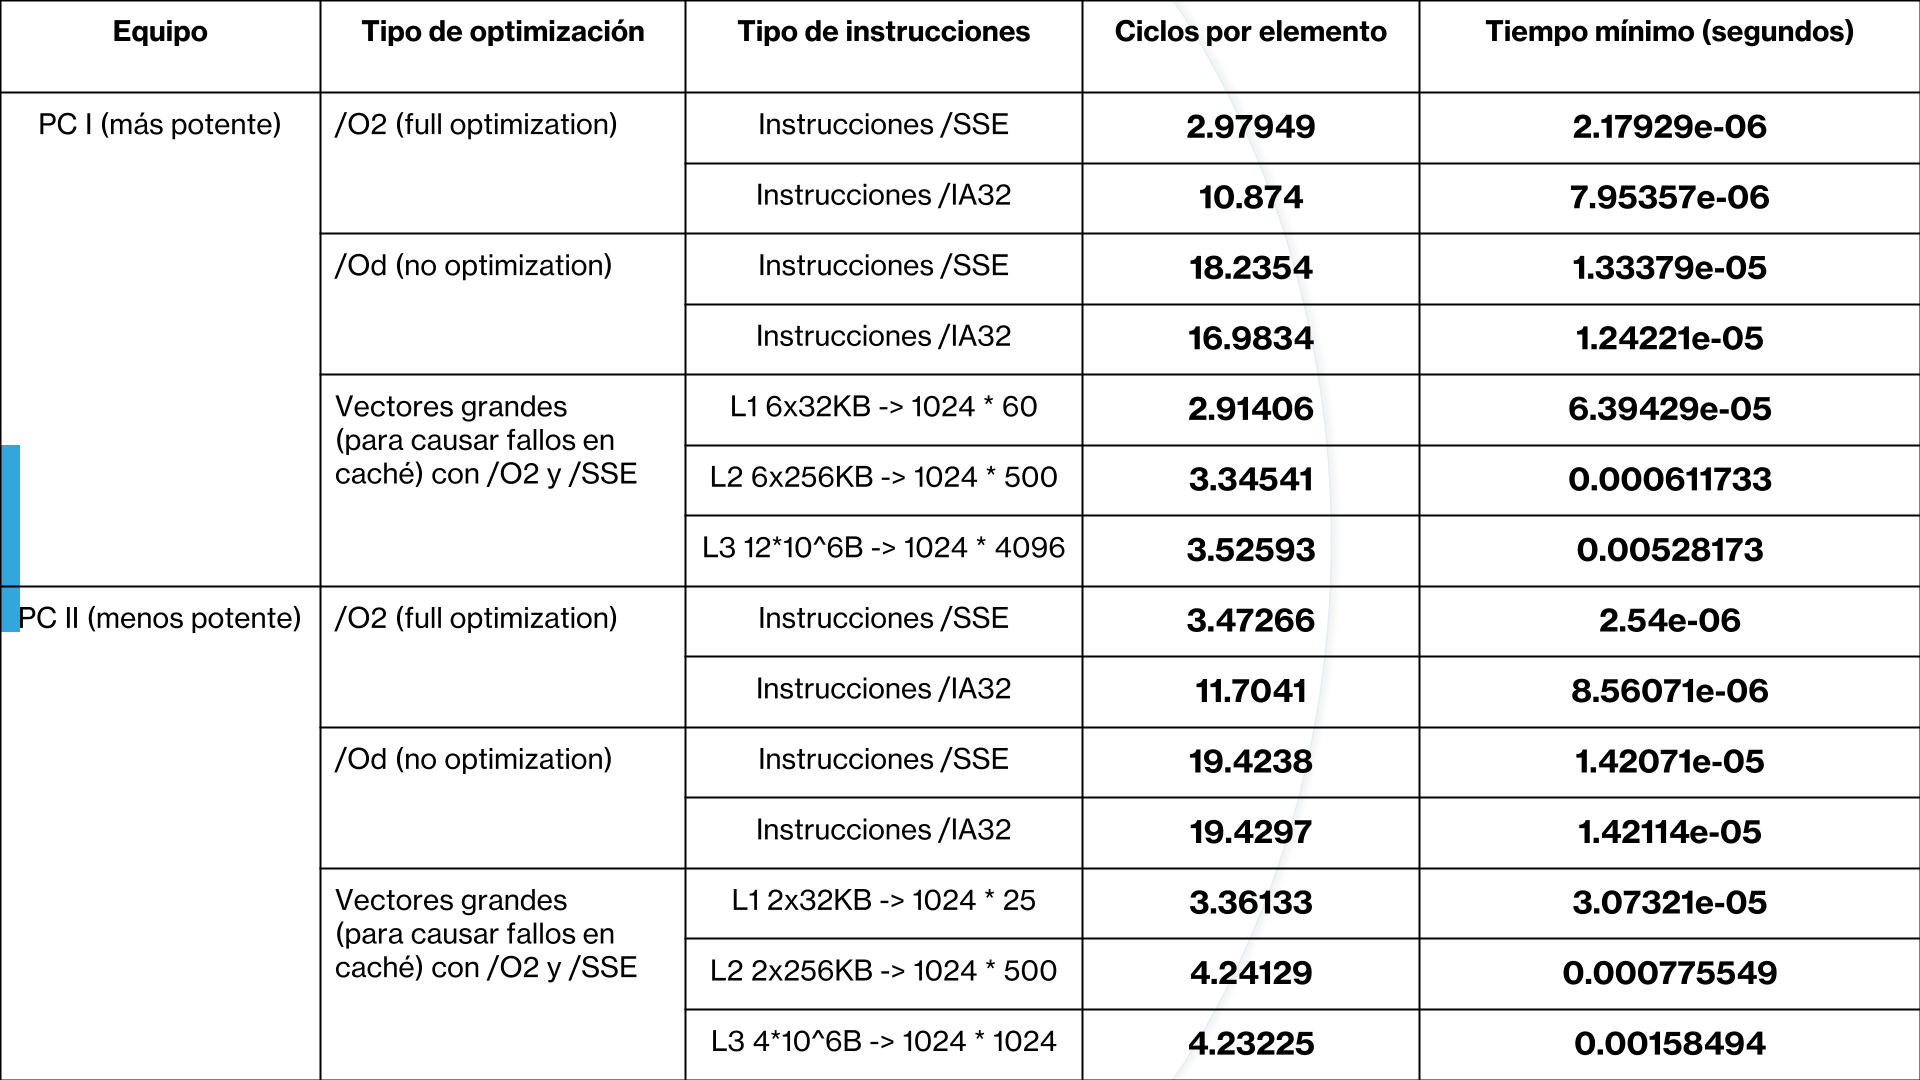 Equipo Tipo de optimización Tipo de instrucciones Ciclos por elemento Tiempo mínimo (segundos)
PC I (más potente) /O2 (full optimization) Instrucciones /SSE 2.97949 2.17929e-06
Instrucciones /IA32 10.874 7.95357e-06
/Od (no optimization) Instrucciones /SSE 18.2354 1.33379e-05
Instrucciones /IA32 16.9834 1.24221e-05
Vectores grandes L1 6x32KB -> 1024 * 60 2.91406 6.39429e-05
(para causar fallos en
caché) con /O2 y /SSE L2 6x256KB -> 1024 * 500 3.34541 0.000611733
L3 12*10^6B -> 1024 * 4096 3.52593 0.00528173
PC II (menos potente) /O2 (full optimization) Instrucciones /SSE 3.47266 2.54e-06
Instrucciones /IA32 11.7041 8.56071e-06
/Od (no optimization) Instrucciones /SSE 19.4238 1.42071e-05
Instrucciones /IA32 19.4297 1.42114e-05
Vectores grandes L1 2x32KB -> 1024 * 25 3.36133 3.07321e-05
(para causar fallos en
caché) con /O2 y /SSE L2 2x256KB -> 1024 * 500 4.24129 0.000775549
L3 4*10^6B -> 1024 * 1024 4.23225 0.00158494